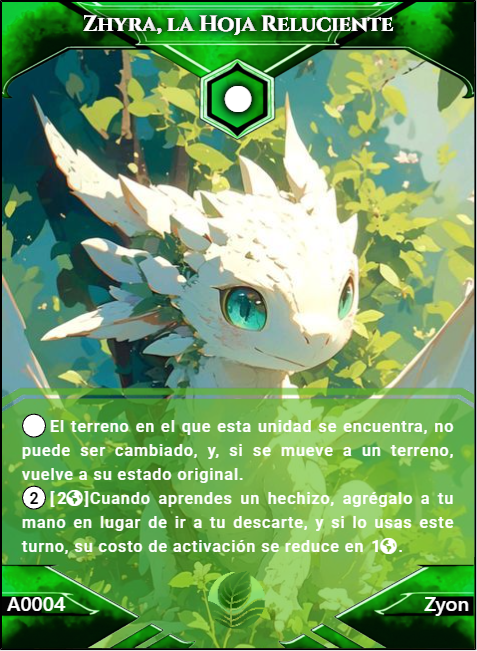 Zhyra, la Hoja Reluciente
El terreno en el que esta unidad se encuentra, no
puede ser cambiado, y, si se mueve a un terreno,
vuelve a su estado original.
2 [2]Cuando aprendes un hechizo, agrégalo a tu
mano en lugar de ir a tu descarte, y si lo usas este
turno, su costo de activación se reduce en 1.
A0004
Zyon